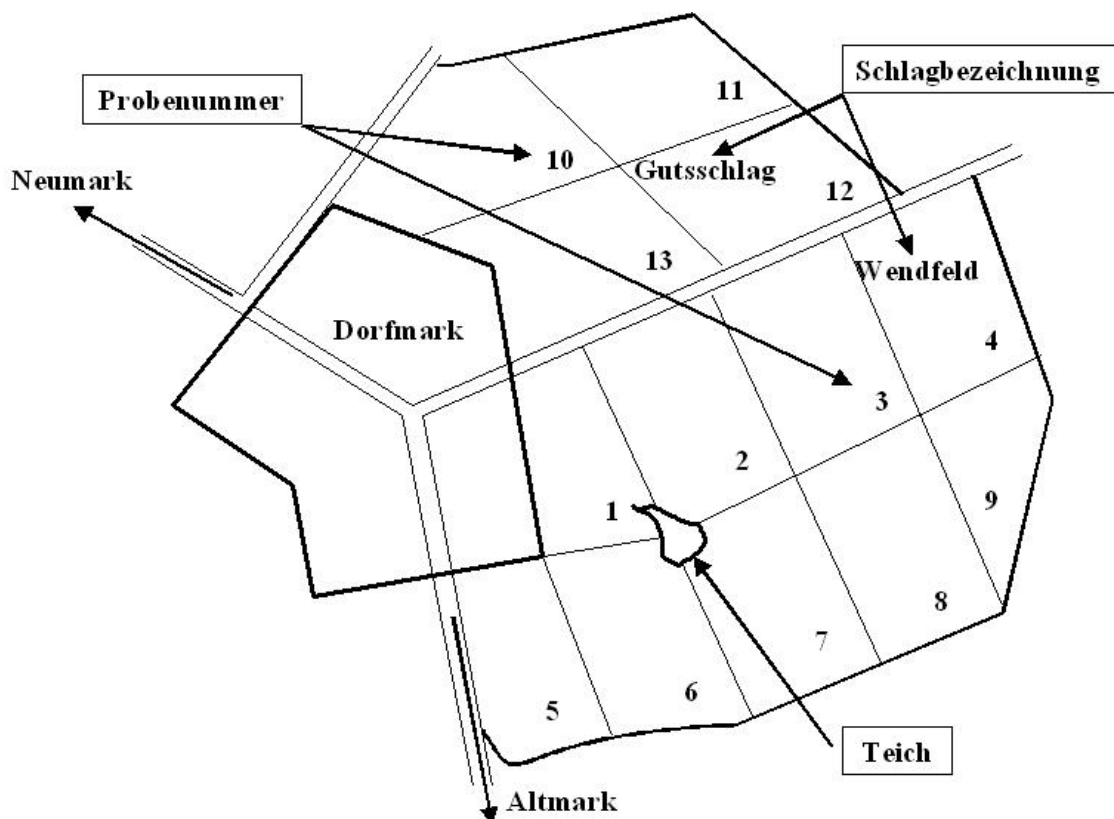 Schlagbezeichnung
Probenummer
11
10
Gutsschlag
Neumark
12
13
Wendfeld
Dorfmark
4
3
2
1
9
8
7
6
5
Teich
Altmark